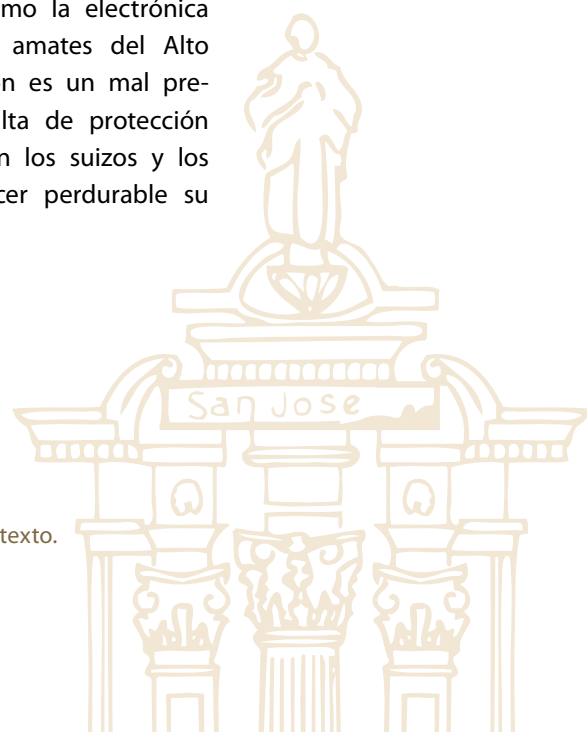 mo la electrónica
amates del Alto
n es un mal pre-
lta de protección
n los suizos y los
cer perdurable su
San Jose
texto.